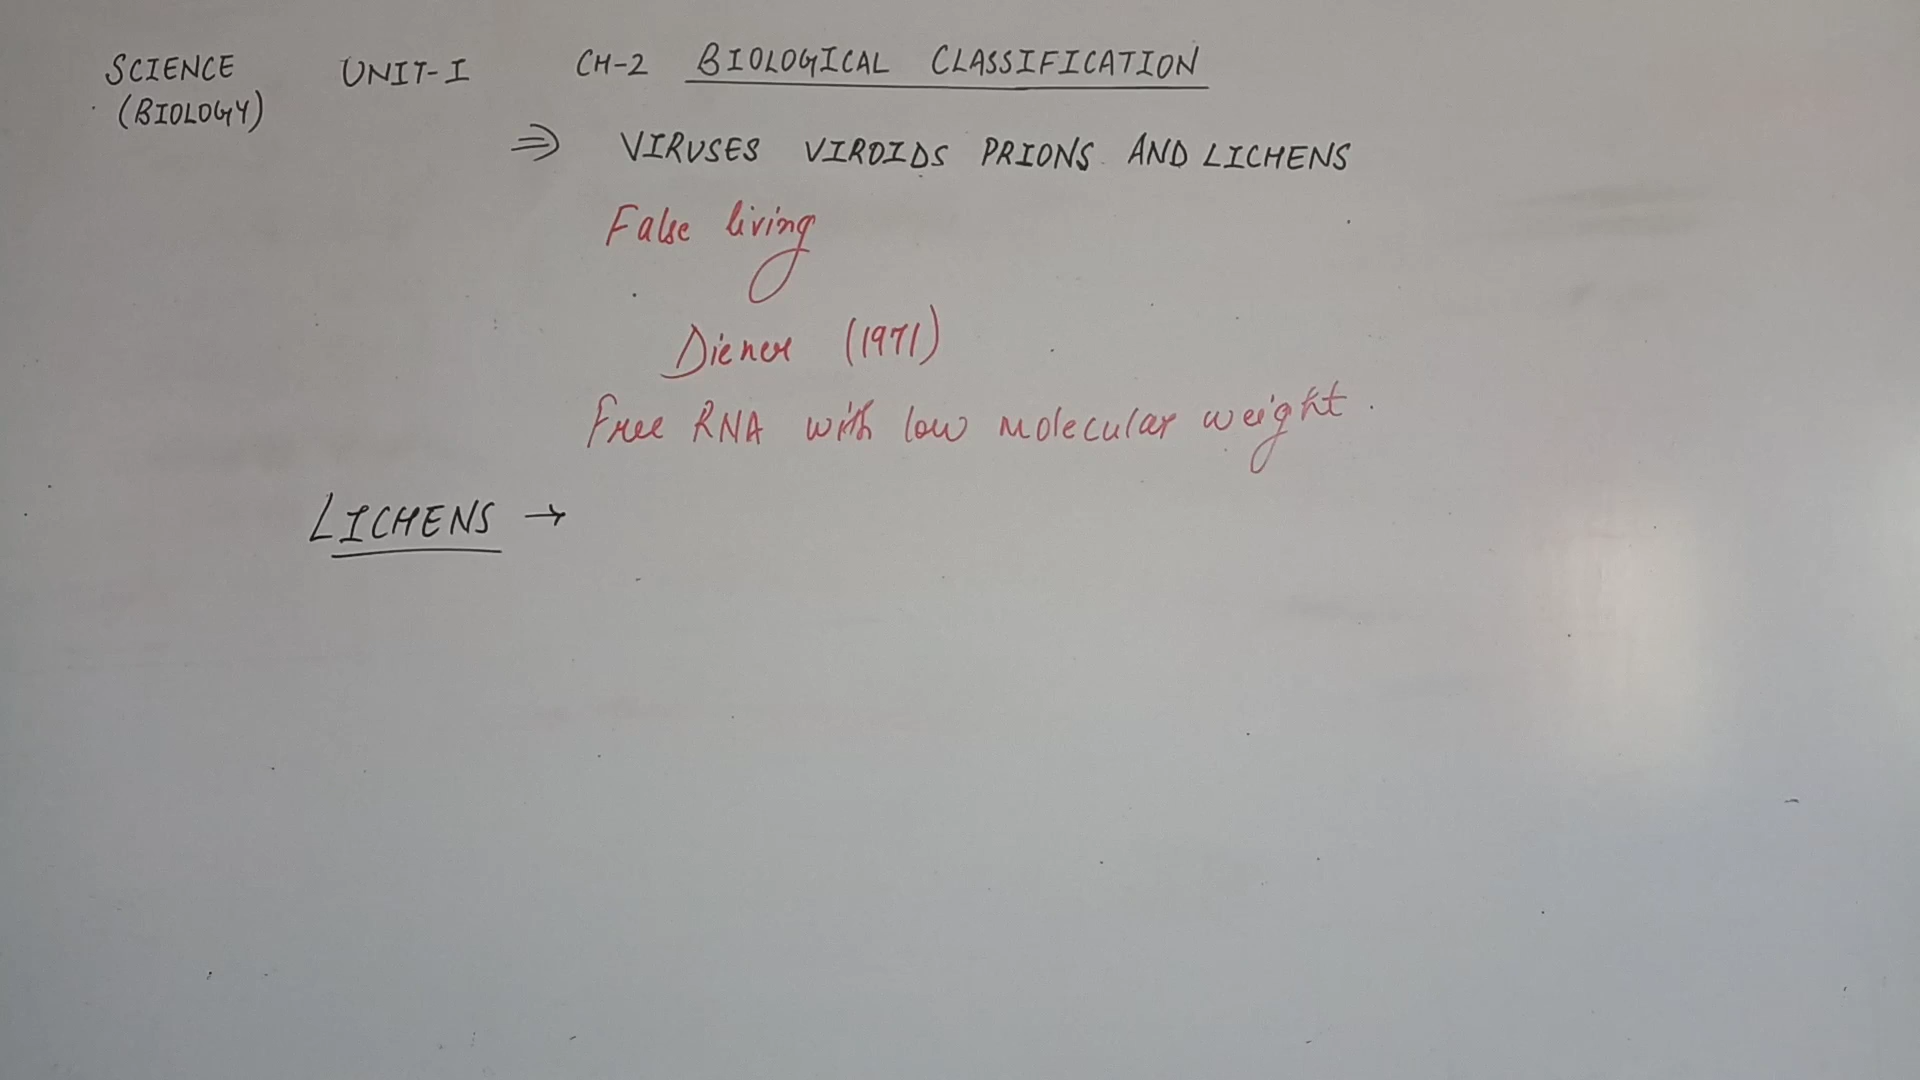 SCIENCE UNIT-I CH-2 BIOLOGICAL CLASSIFICATION
(BIOLOGY)
⇒ VIRUSES VIROIDS PRIONS AND LICHENS
False living
Diener (1971)
Free RNA with low molecular weight.
LICHENS →